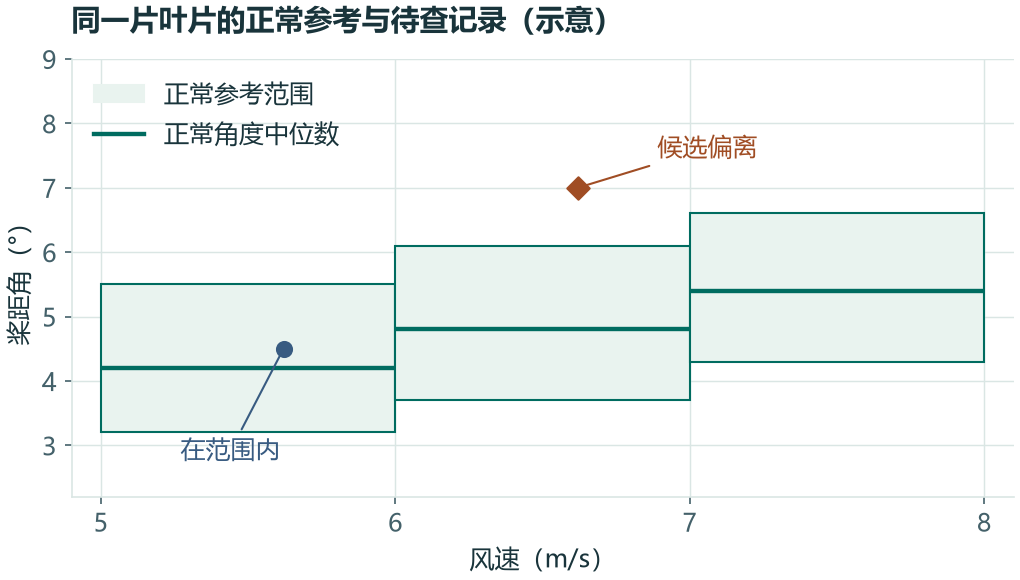 同一片叶片的正常参考与待查记录（示意）
正常参考范围
正常角度中位数
候选偏离
在范围内
桨距角（°）
9
8
7
6
5
4
3
5
6
7
8
风速（m/s）